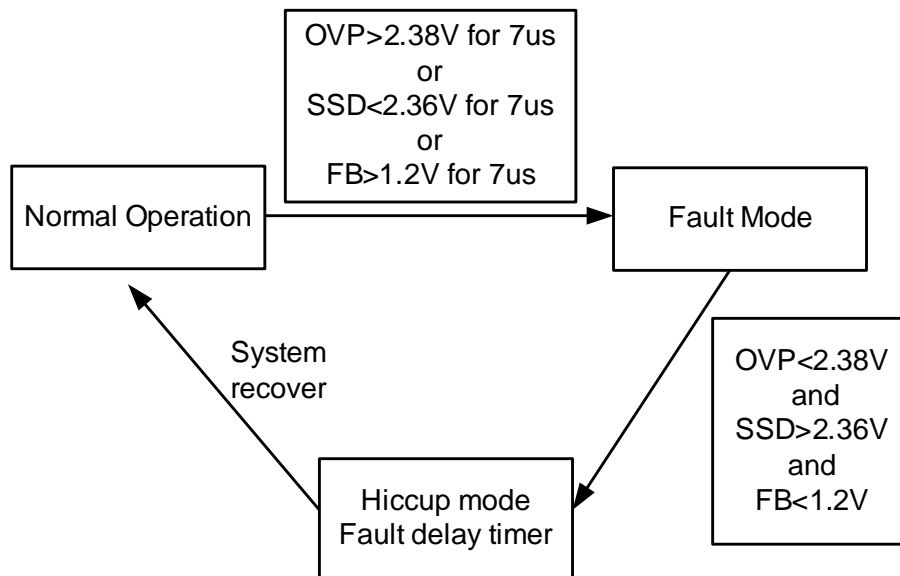 OVP>2.38V for 7us
or
SSD<2.36V for 7us
or
FB>1.2V for 7us
Normal Operation
Fault Mode
System
recover
OVP<2.38V
and
SSD>2.36V
and
FB<1.2V
Hiccup mode
Fault delay timer